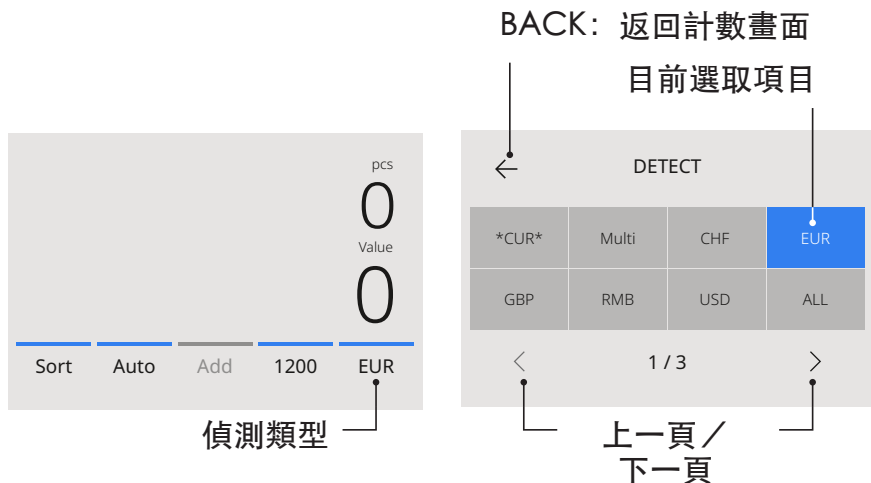 BACK：返回計數畫面
目前選取項目
pcs
0
Value
0
Sort Auto Add 1200 EUR
偵測類型
DETECT
*CUR* Multi CHF EUR
GBP RMB USD ALL
1 / 3
上一頁／
下一頁